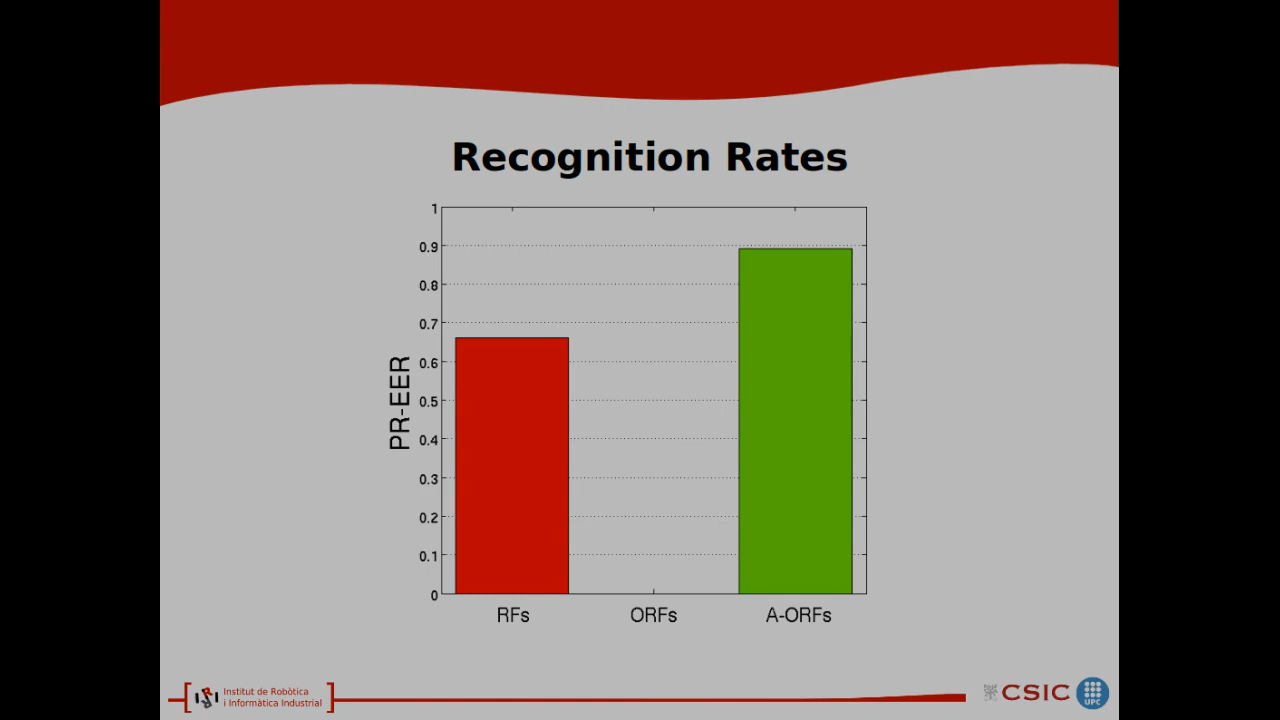 Recognition Rates
1
0.9
0.8
0.7
0.6
0.5
0.4
0.3
0.2
0.1
0
PR-EER
RFs
ORFs
A-ORFs
IRI
Institut de Robòtica
i Informàtica Industrial
CSIC
UPC